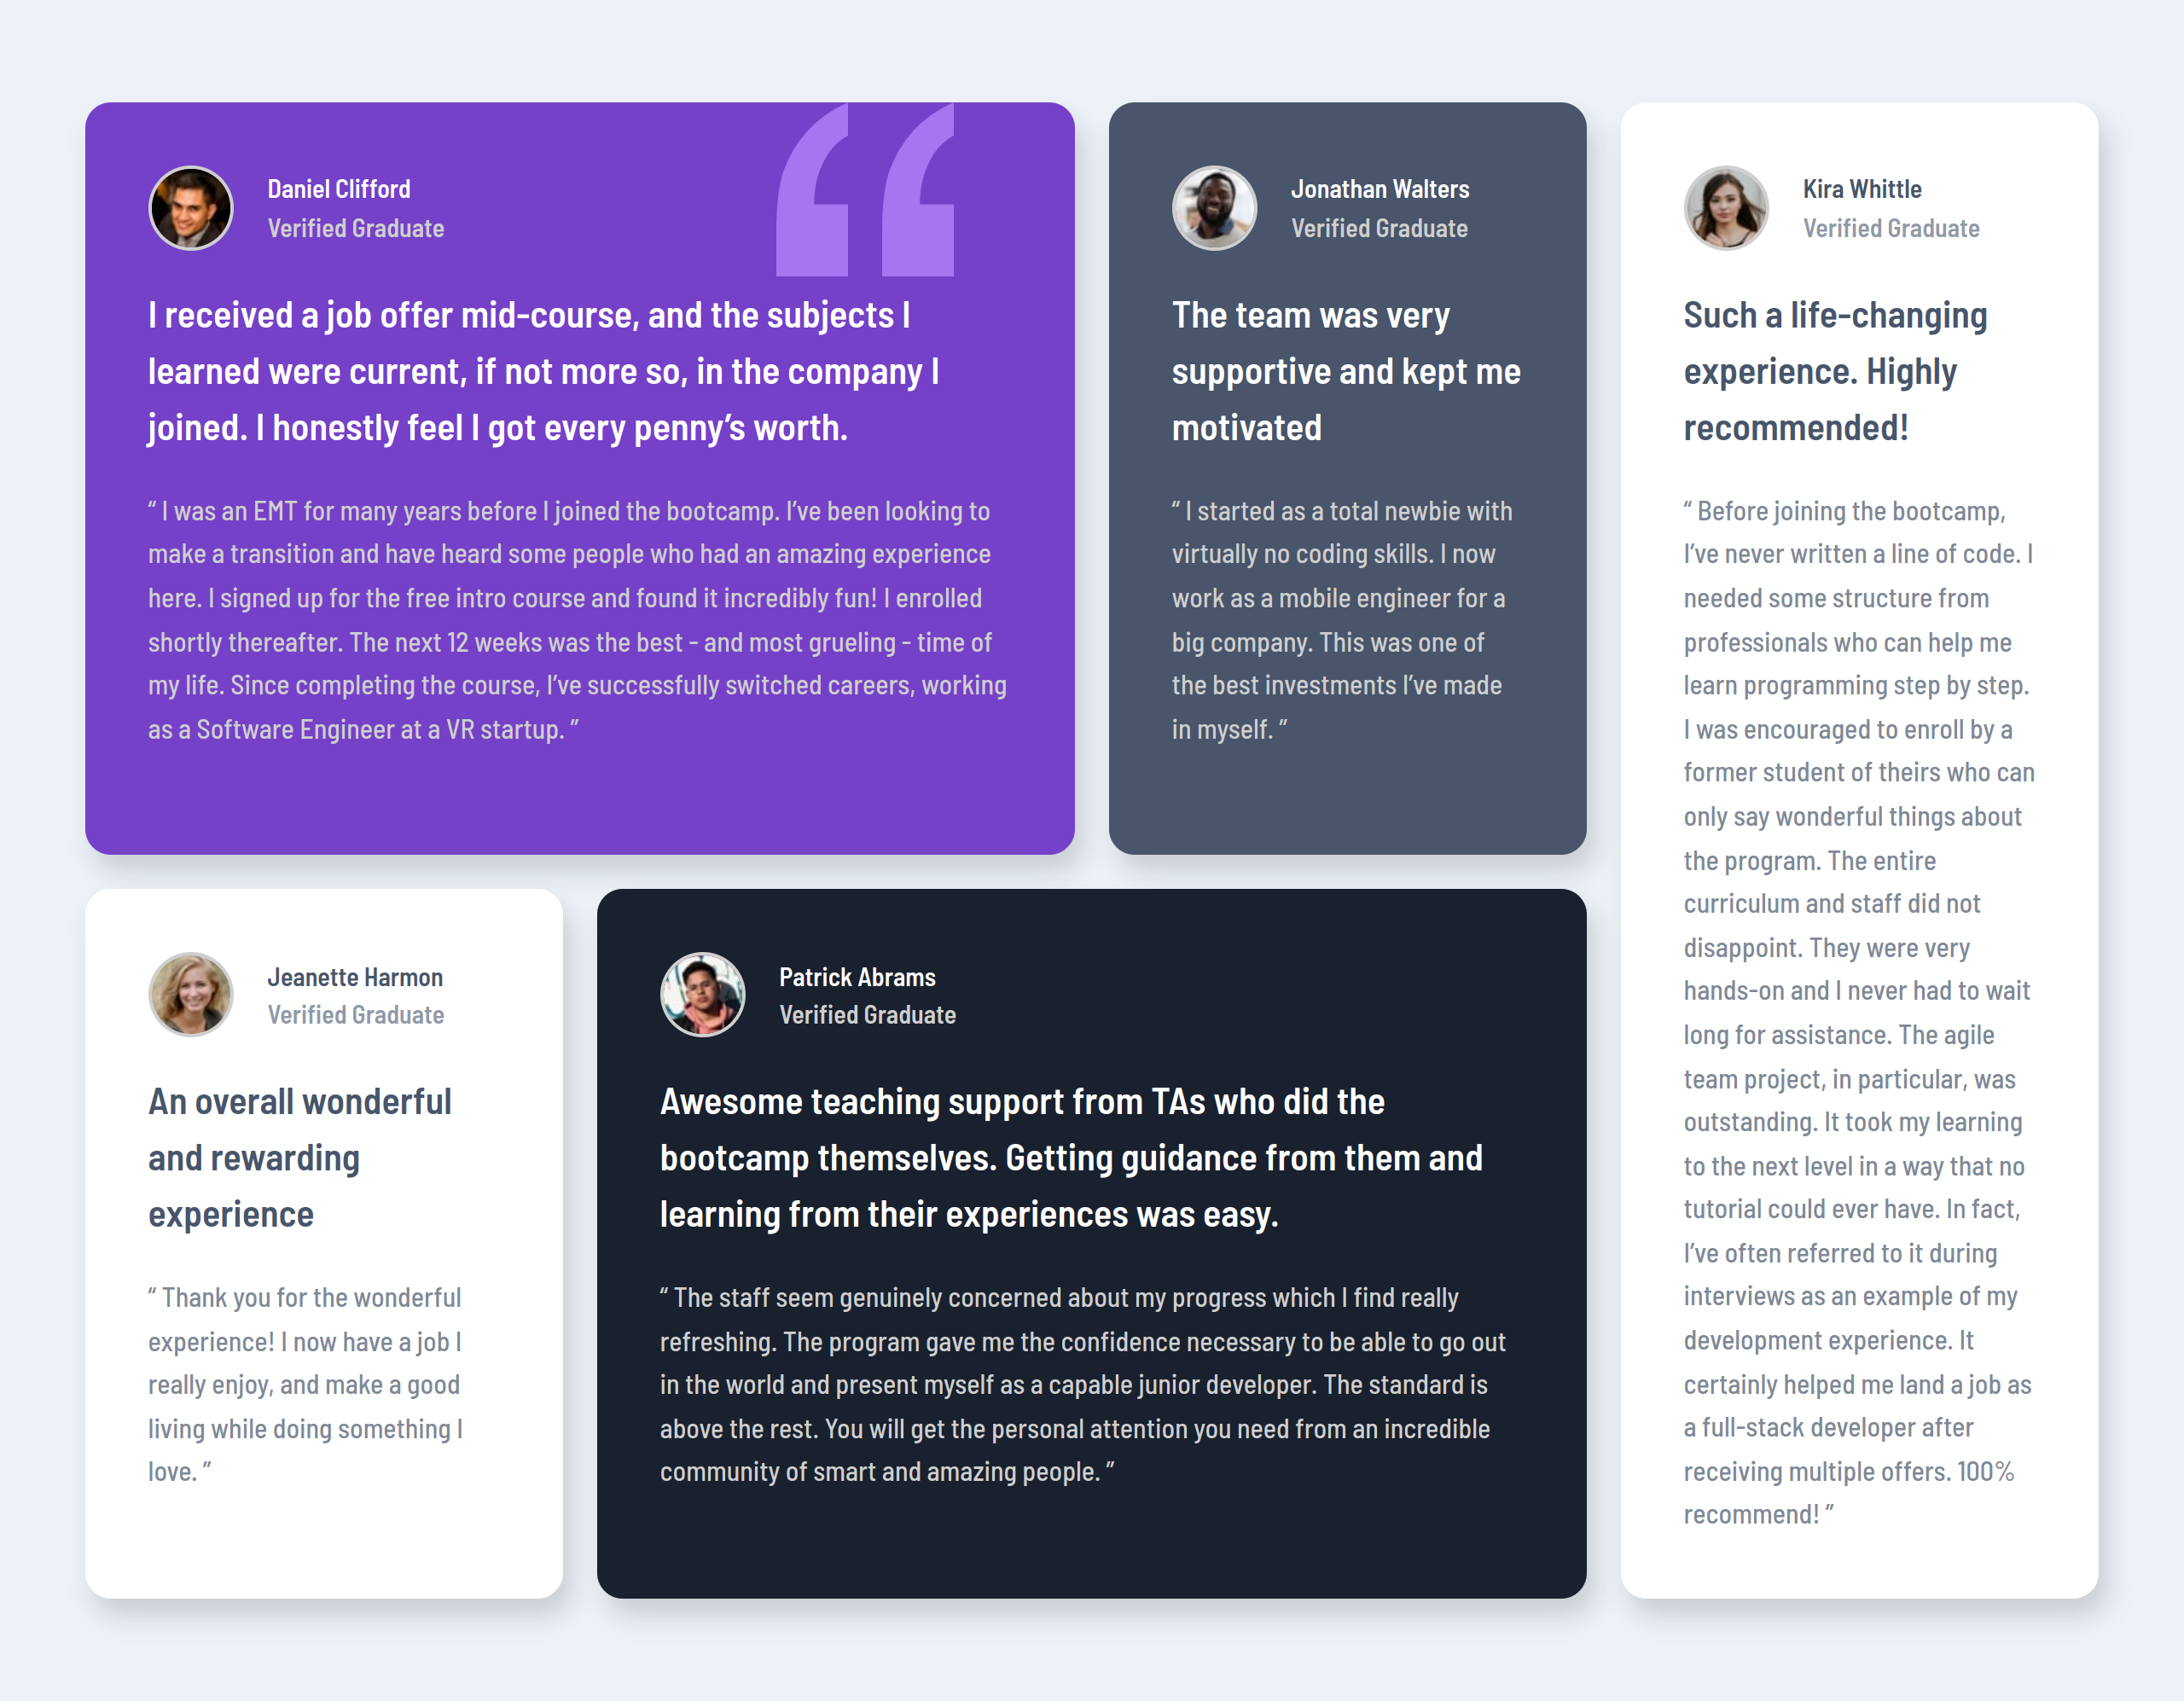 Daniel Clifford
Verified Graduate
I received a job offer mid-course, and the subjects I
learned were current, if not more so, in the company I
joined. I honestly feel I got every penny’s worth.
“ I was an EMT for many years before I joined the bootcamp. I’ve been looking to
make a transition and have heard some people who had an amazing experience
here. I signed up for the free intro course and found it incredibly fun! I enrolled
shortly thereafter. The next 12 weeks was the best - and most grueling - time of
my life. Since completing the course, I’ve successfully switched careers, working
as a Software Engineer at a VR startup. ”
Jonathan Walters
Verified Graduate
The team was very
supportive and kept me
motivated
“ I started as a total newbie with
virtually no coding skills. I now
work as a mobile engineer for a
big company. This was one of
the best investments I’ve made
in myself. ”
Kira Whittle
Verified Graduate
Such a life-changing
experience. Highly
recommended!
“ Before joining the bootcamp,
I’ve never written a line of code. I
needed some structure from
professionals who can help me
learn programming step by step.
I was encouraged to enroll by a
former student of theirs who can
only say wonderful things about
the program. The entire
curriculum and staff did not
disappoint. They were very
hands-on and I never had to wait
long for assistance. The agile
team project, in particular, was
outstanding. It took my learning
to the next level in a way that no
tutorial could ever have. In fact,
I’ve often referred to it during
interviews as an example of my
development experience. It
certainly helped me land a job as
a full-stack developer after
receiving multiple offers. 100%
recommend! ”
Jeanette Harmon
Verified Graduate
An overall wonderful
and rewarding
experience
“ Thank you for the wonderful
experience! I now have a job I
really enjoy, and make a good
living while doing something I
love. ”
Patrick Abrams
Verified Graduate
Awesome teaching support from TAs who did the
bootcamp themselves. Getting guidance from them and
learning from their experiences was easy.
“ The staff seem genuinely concerned about my progress which I find really
refreshing. The program gave me the confidence necessary to be able to go out
in the world and present myself as a capable junior developer. The standard is
above the rest. You will get the personal attention you need from an incredible
community of smart and amazing people. ”